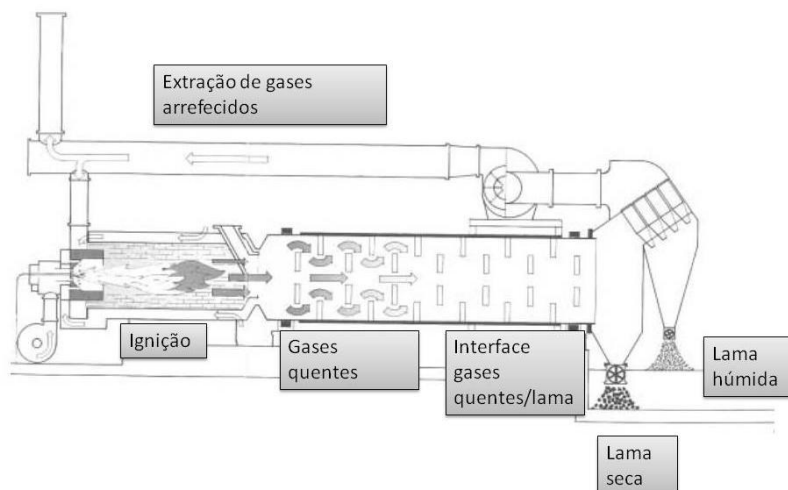 Extração de gases
arrefecidos
Ignição
Gases
quentes
Interface
gases
quentes/lama
Lama
húmida
Lama
seca